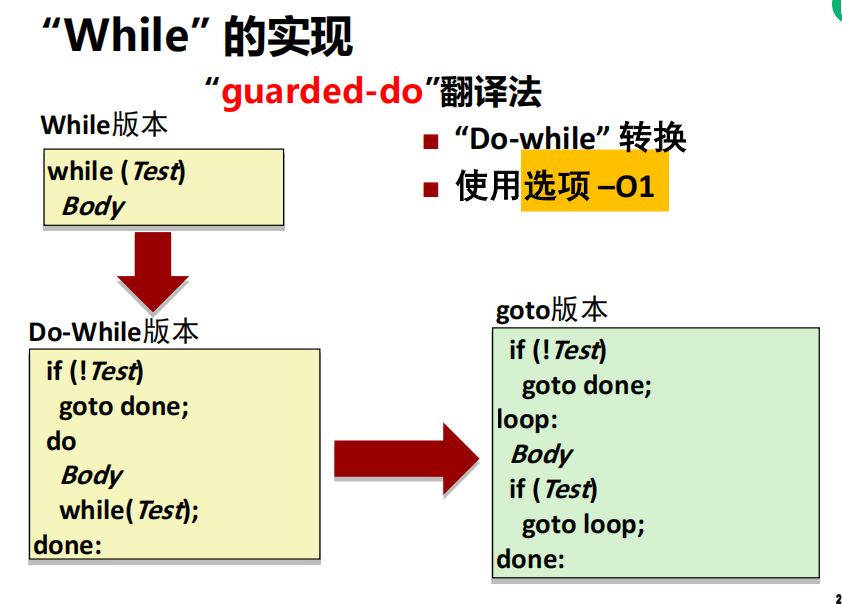 “While” 的实现
“guarded-do”翻译法
While版本
while (Test)
Body
■ “Do-while” 转换
■ 使用选项 –O1
Do-While版本
if (!Test)
goto done;
do
Body
while(Test);
done:
goto版本
if (!Test)
goto done;
loop:
Body
if (Test)
goto loop;
done:
2